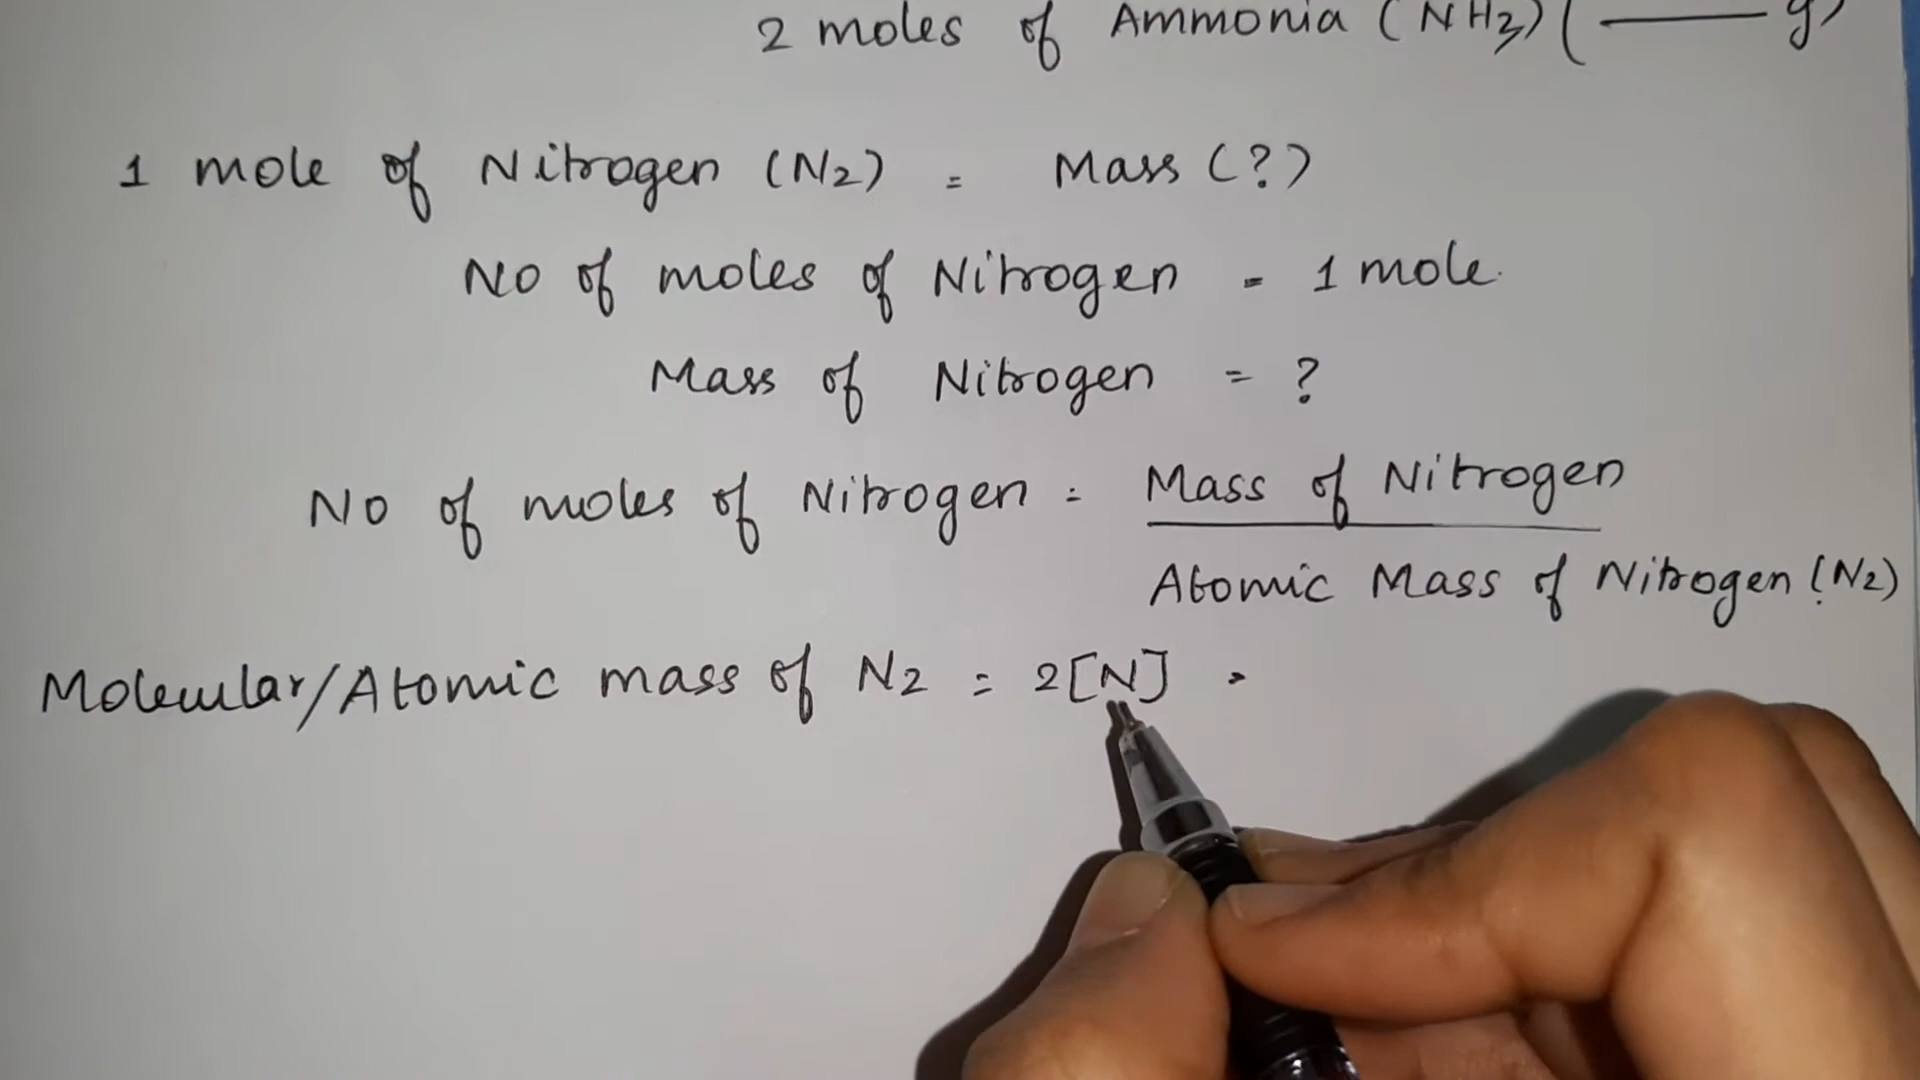 2 moles of Ammonia (NH3) (——— g)
1 mole of Nitrogen (N2) = Mass (?)
No of moles of Nitrogen = 1 mole.
Mass of Nitrogen = ?
No of moles of Nitrogen = Mass of Nitrogen
Atomic Mass of Nitrogen (N2)
Molecular/Atomic mass of N2 = 2[N]